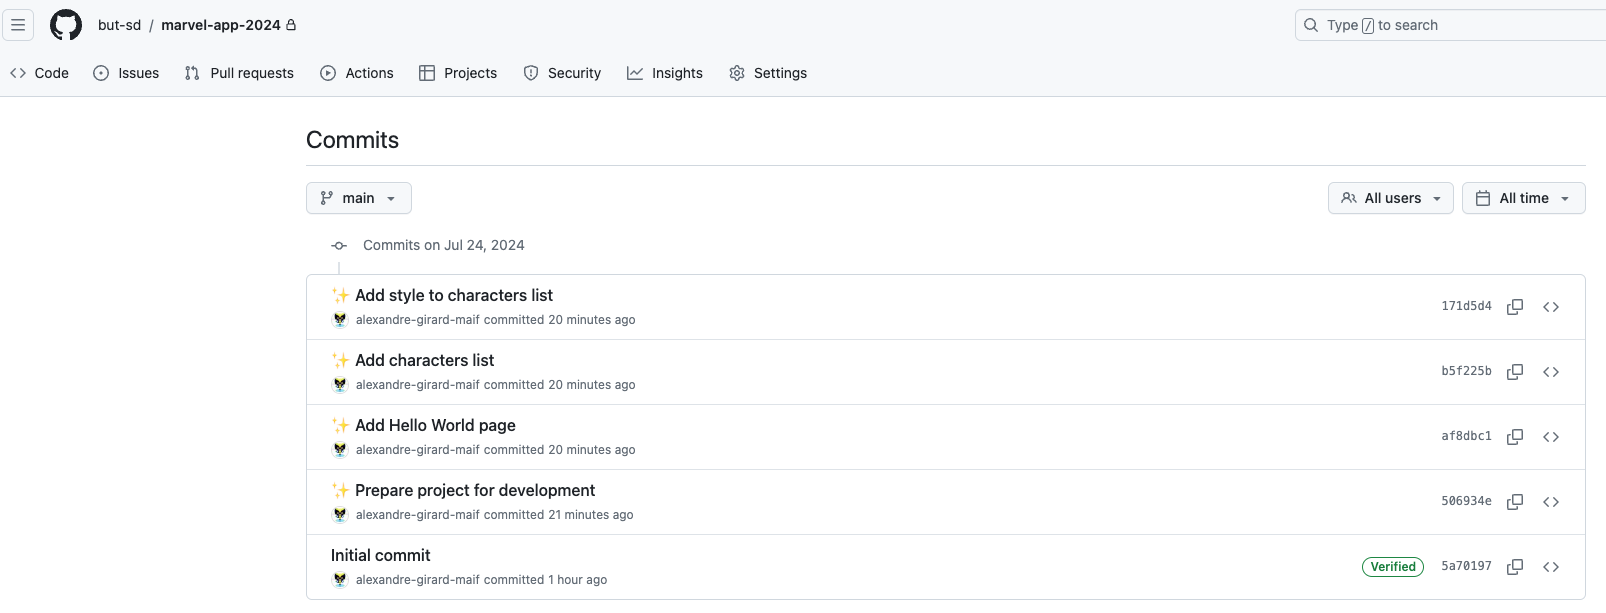 but-sd / marvel-app-2024
Type / to search
Code Issues Pull requests Actions Projects Security Insights Settings
Commits
main All users All time
Commits on Jul 24, 2024
✨ Add style to characters list
alexandre-girard-maif committed 20 minutes ago
171d5d4
✨ Add characters list
alexandre-girard-maif committed 20 minutes ago
b5f225b
✨ Add Hello World page
alexandre-girard-maif committed 20 minutes ago
af8dbc1
✨ Prepare project for development
alexandre-girard-maif committed 21 minutes ago
506934e
Initial commit
alexandre-girard-maif committed 1 hour ago
Verified 5a70197